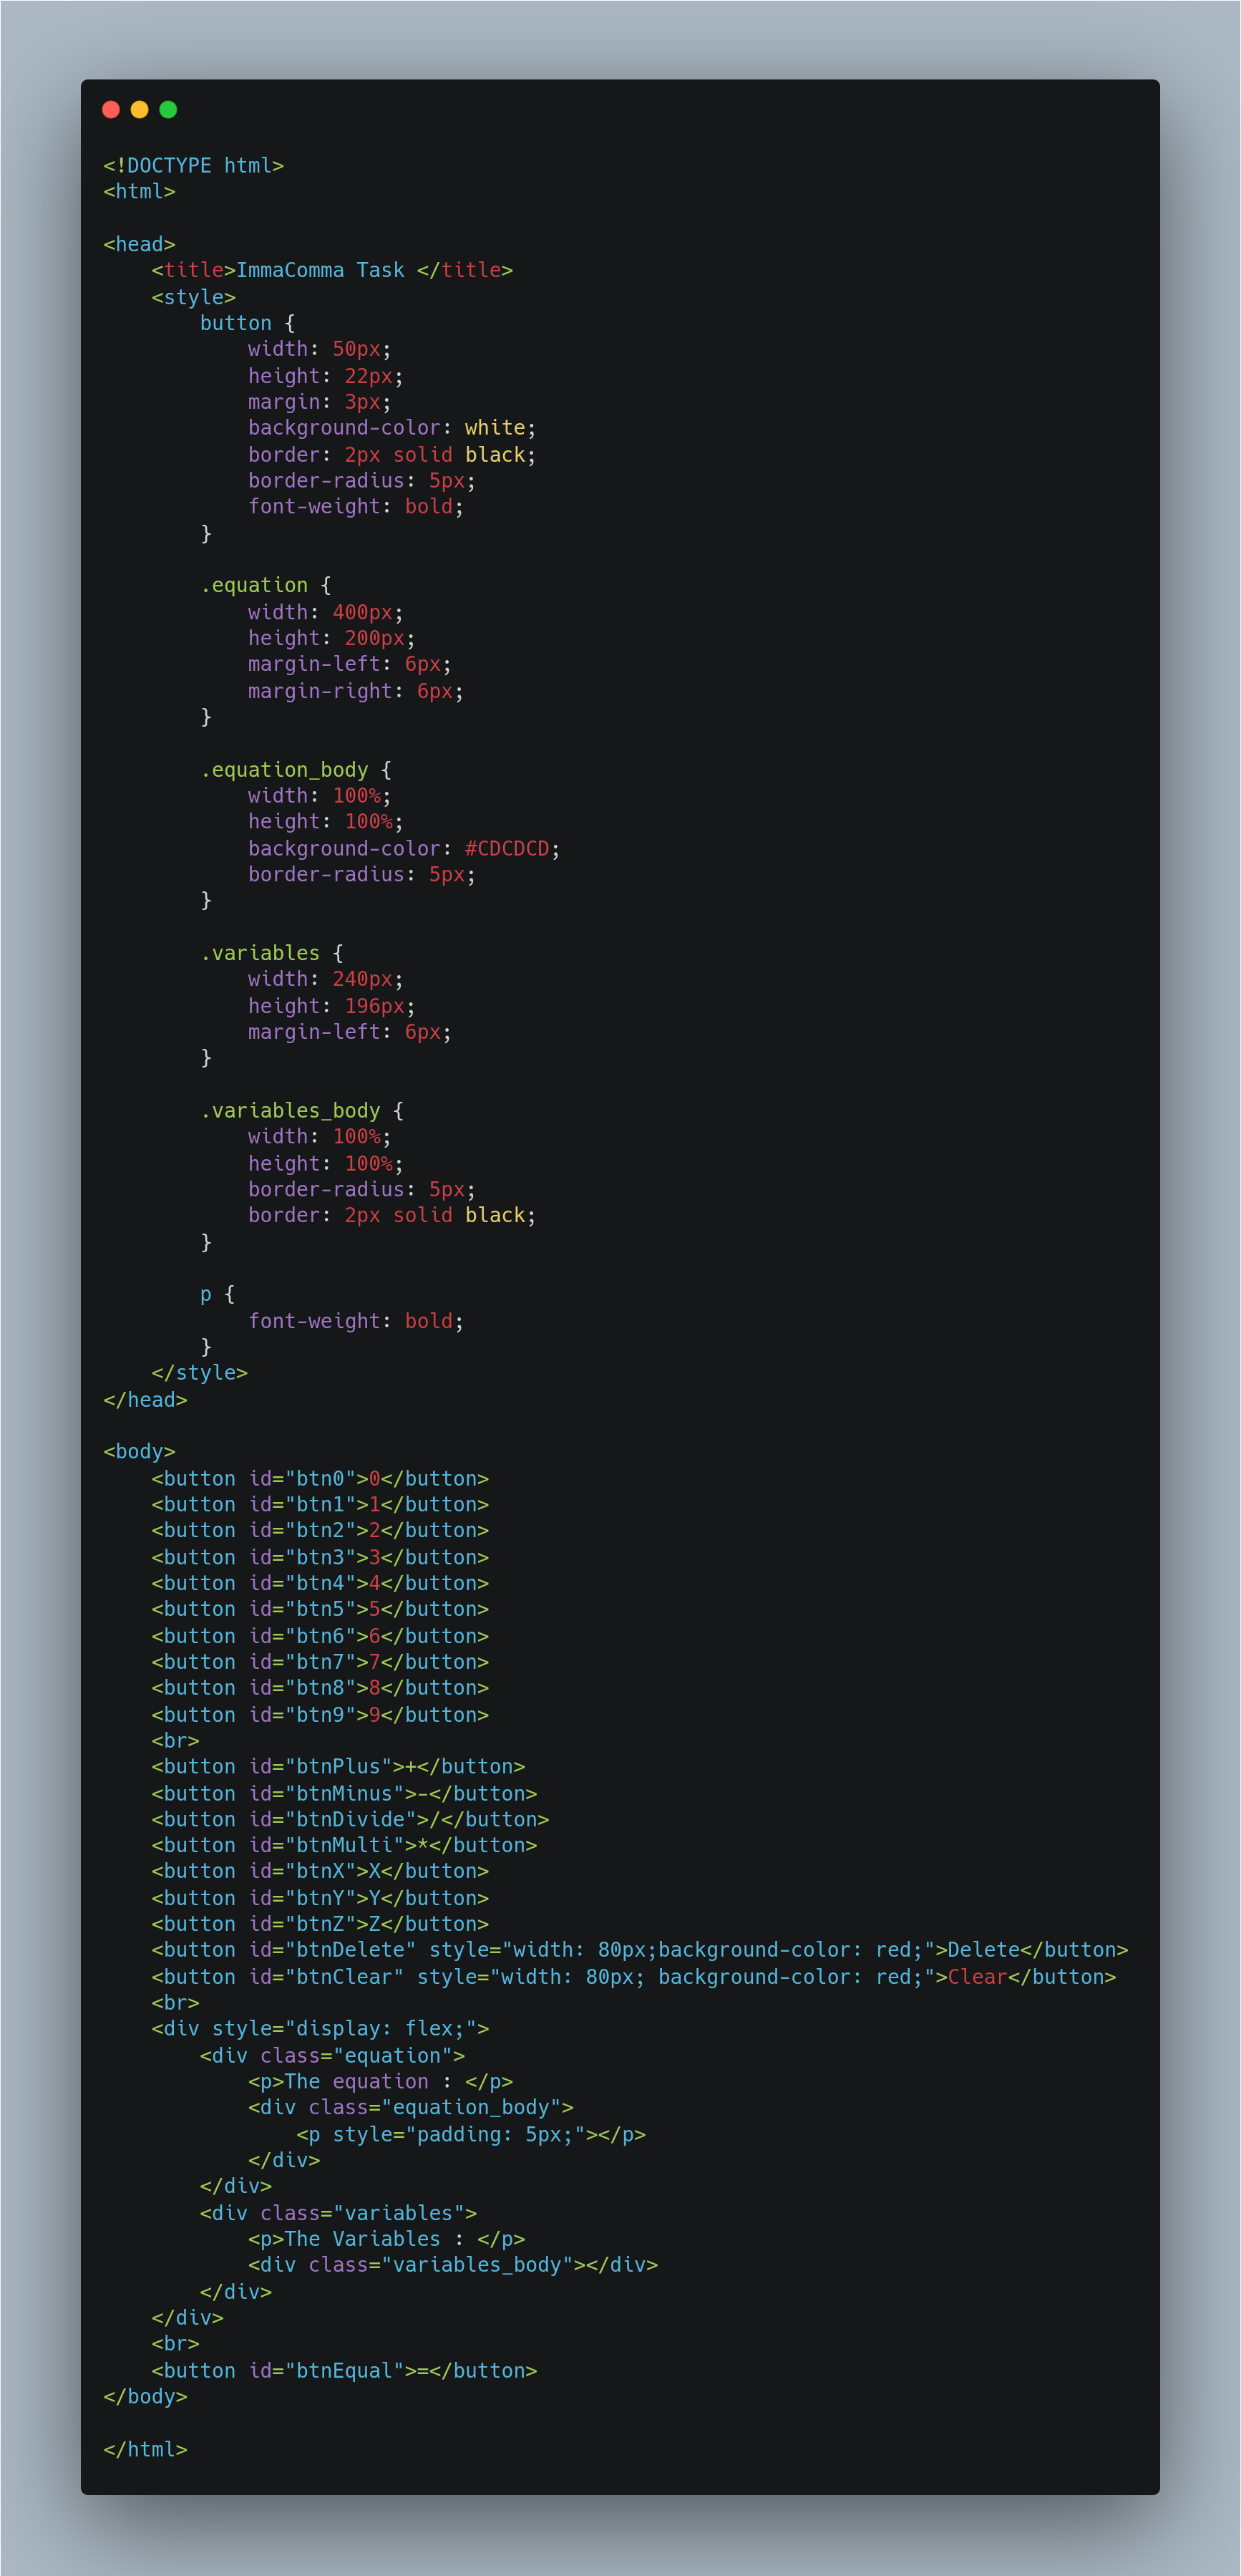 <!DOCTYPE html>
<html>

<head>
    <title>ImmaComma Task </title>
    <style>
        button {
            width: 50px;
            height: 22px;
            margin: 3px;
            background-color: white;
            border: 2px solid black;
            border-radius: 5px;
            font-weight: bold;
        }

        .equation {
            width: 400px;
            height: 200px;
            margin-left: 6px;
            margin-right: 6px;
        }

        .equation_body {
            width: 100%;
            height: 100%;
            background-color: #CDCDCD;
            border-radius: 5px;
        }

        .variables {
            width: 240px;
            height: 196px;
            margin-left: 6px;
        }

        .variables_body {
            width: 100%;
            height: 100%;
            border-radius: 5px;
            border: 2px solid black;
        }

        p {
            font-weight: bold;
        }
    </style>
</head>

<body>
    <button id="btn0">0</button>
    <button id="btn1">1</button>
    <button id="btn2">2</button>
    <button id="btn3">3</button>
    <button id="btn4">4</button>
    <button id="btn5">5</button>
    <button id="btn6">6</button>
    <button id="btn7">7</button>
    <button id="btn8">8</button>
    <button id="btn9">9</button>
    <br>
    <button id="btnPlus">+</button>
    <button id="btnMinus">-</button>
    <button id="btnDivide">/</button>
    <button id="btnMulti">*</button>
    <button id="btnX">X</button>
    <button id="btnY">Y</button>
    <button id="btnZ">Z</button>
    <button id="btnDelete" style="width: 80px;background-color: red;">Delete</button>
    <button id="btnClear" style="width: 80px; background-color: red;">Clear</button>
    <br>
    <div style="display: flex;">
        <div class="equation">
            <p>The equation : </p>
            <div class="equation_body">
                <p style="padding: 5px;"></p>
            </div>
        </div>
        <div class="variables">
            <p>The Variables : </p>
            <div class="variables_body"></div>
        </div>
    </div>
    <br>
    <button id="btnEqual">=</button>
</body>

</html>